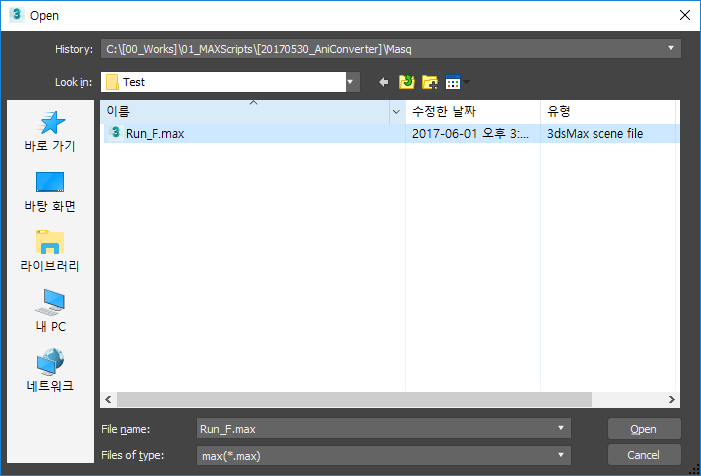 Open
History: C:\[00_Works]\01_MAXScripts\[20170530_AniConverter]\Masq
Look in: Test
이름 수정한 날짜 유형
Run_F.max 2017-06-01 오후 3:... 3dsMax scene file
바로 가기
바탕 화면
라이브러리
내 PC
네트워크
File name: Run_F.max Open
Files of type: max(*.max) Cancel